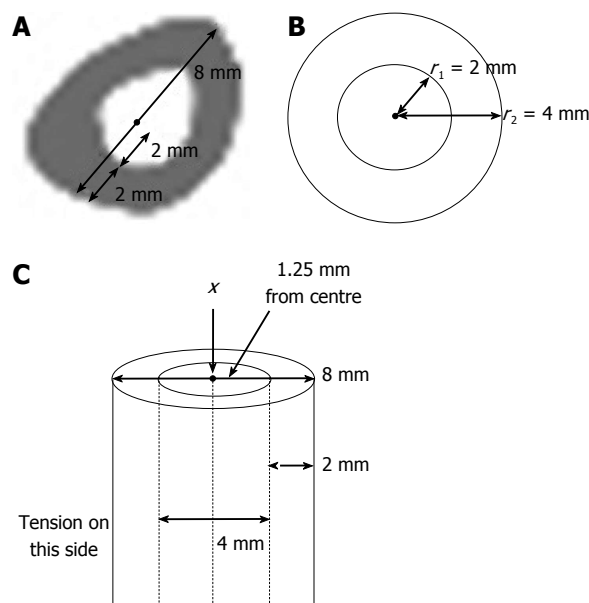 A
8 mm
2 mm
2 mm
B
r1 = 2 mm
r2 = 4 mm
C
x
1.25 mm
from centre
8 mm
2 mm
Tension on
this side
4 mm